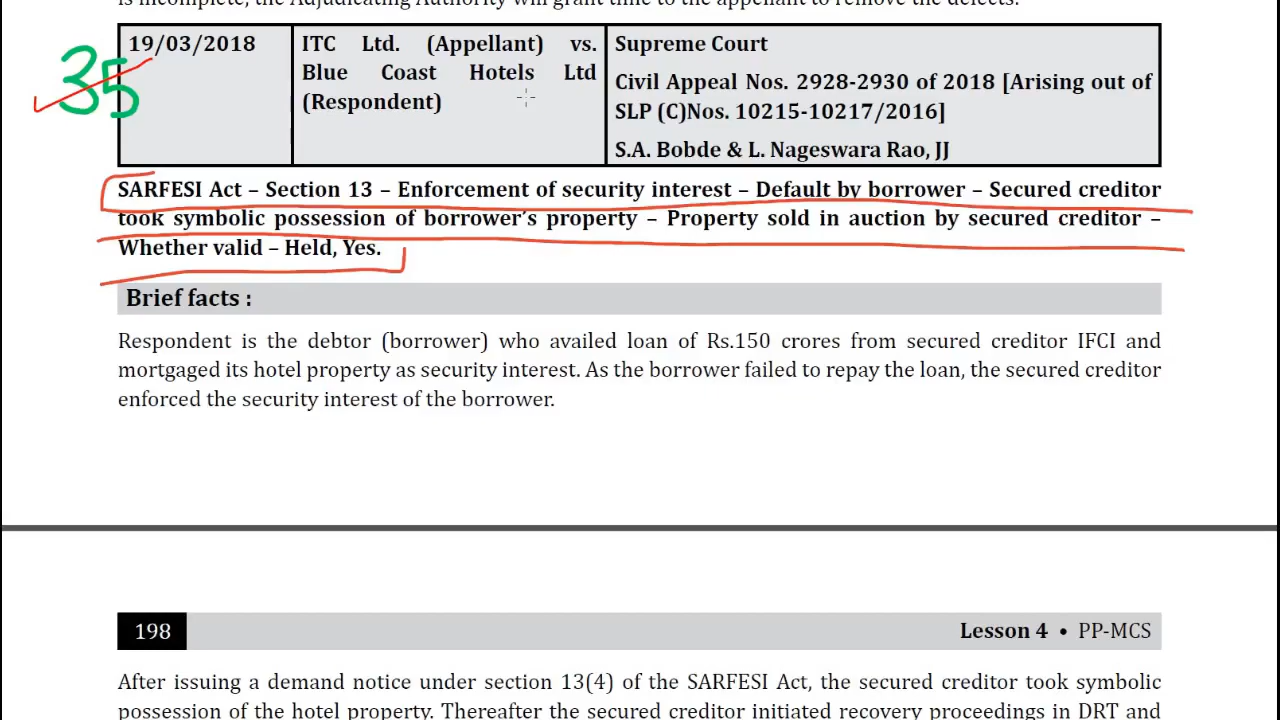 is incomplete, the Adjudicating Authority will grant time to the appellant to remove the defects.
35
19/03/2018
ITC Ltd. (Appellant) vs.
Blue Coast Hotels Ltd
(Respondent)
Supreme Court
Civil Appeal Nos. 2928-2930 of 2018 [Arising out of
SLP (C)Nos. 10215-10217/2016]
S.A. Bobde & L. Nageswara Rao, JJ
SARFESI Act – Section 13 – Enforcement of security interest – Default by borrower – Secured creditor
took symbolic possession of borrower's property – Property sold in auction by secured creditor –
Whether valid – Held, Yes.
Brief facts :
Respondent is the debtor (borrower) who availed loan of Rs.150 crores from secured creditor IFCI and
mortgaged its hotel property as security interest. As the borrower failed to repay the loan, the secured creditor
enforced the security interest of the borrower.
198
Lesson 4 • PP-MCS
After issuing a demand notice under section 13(4) of the SARFESI Act, the secured creditor took symbolic
possession of the hotel property. Thereafter the secured creditor initiated recovery proceedings in DRT and